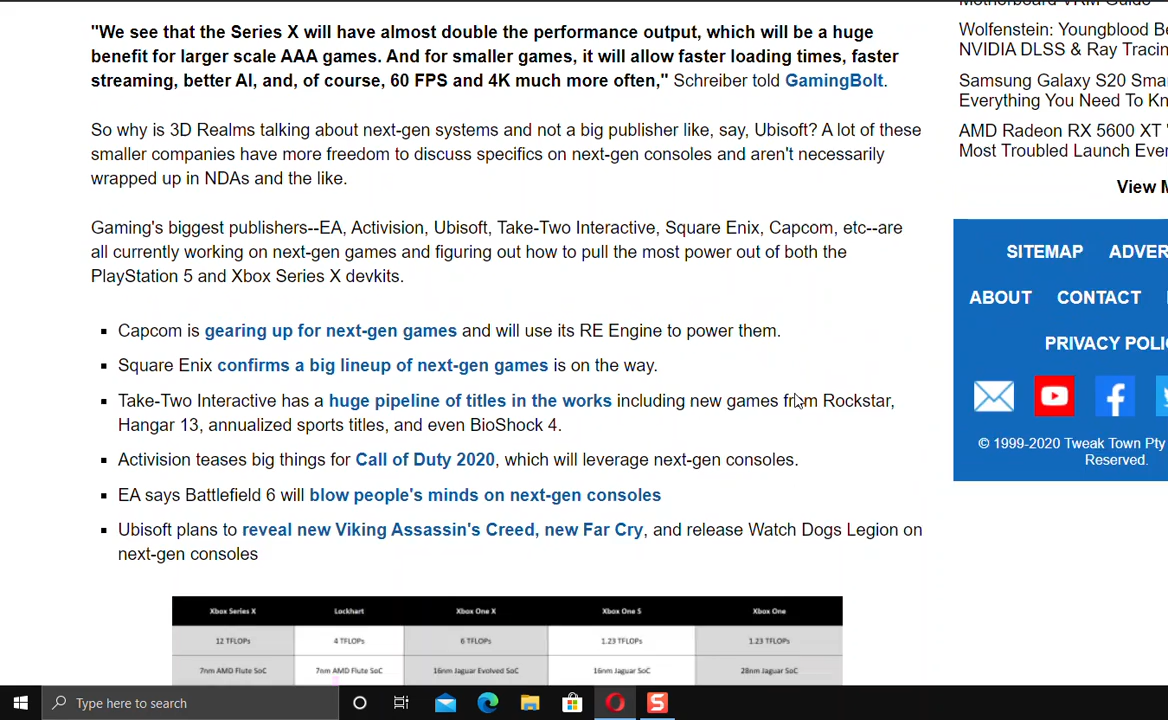 Motherboard VRM Guide
"We see that the Series X will have almost double the performance output, which will be a huge
benefit for larger scale AAA games. And for smaller games, it will allow faster loading times, faster
streaming, better AI, and, of course, 60 FPS and 4K much more often," Schreiber told GamingBolt.
So why is 3D Realms talking about next-gen systems and not a big publisher like, say, Ubisoft? A lot of these
smaller companies have more freedom to discuss specifics on next-gen consoles and aren't necessarily
wrapped up in NDAs and the like.
Gaming's biggest publishers--EA, Activision, Ubisoft, Take-Two Interactive, Square Enix, Capcom, etc--are
all currently working on next-gen games and figuring out how to pull the most power out of both the
PlayStation 5 and Xbox Series X devkits.
▪ Capcom is gearing up for next-gen games and will use its RE Engine to power them.
▪ Square Enix confirms a big lineup of next-gen games is on the way.
▪ Take-Two Interactive has a huge pipeline of titles in the works including new games from Rockstar,
Hangar 13, annualized sports titles, and even BioShock 4.
▪ Activision teases big things for Call of Duty 2020, which will leverage next-gen consoles.
▪ EA says Battlefield 6 will blow people's minds on next-gen consoles
▪ Ubisoft plans to reveal new Viking Assassin's Creed, new Far Cry, and release Watch Dogs Legion on
next-gen consoles
Xbox Series X Lockhart Xbox One X Xbox One S Xbox One
12 TFLOPs 4 TFLOPs 6 TFLOPs 1.23 TFLOPs 1.23 TFLOPs
7nm AMD Flute SoC 7nm AMD Flute SoC 16nm Jaguar Evolved SoC 16nm Jaguar SoC 28nm Jaguar SoC
Wolfenstein: Youngblood Be
NVIDIA DLSS & Ray Tracin
Samsung Galaxy S20 Sma
Everything You Need To Kn
AMD Radeon RX 5600 XT '
Most Troubled Launch Ever
View M
SITEMAP ADVER
ABOUT CONTACT
PRIVACY POLI
© 1999-2020 Tweak Town Pty
Reserved.
Type here to search